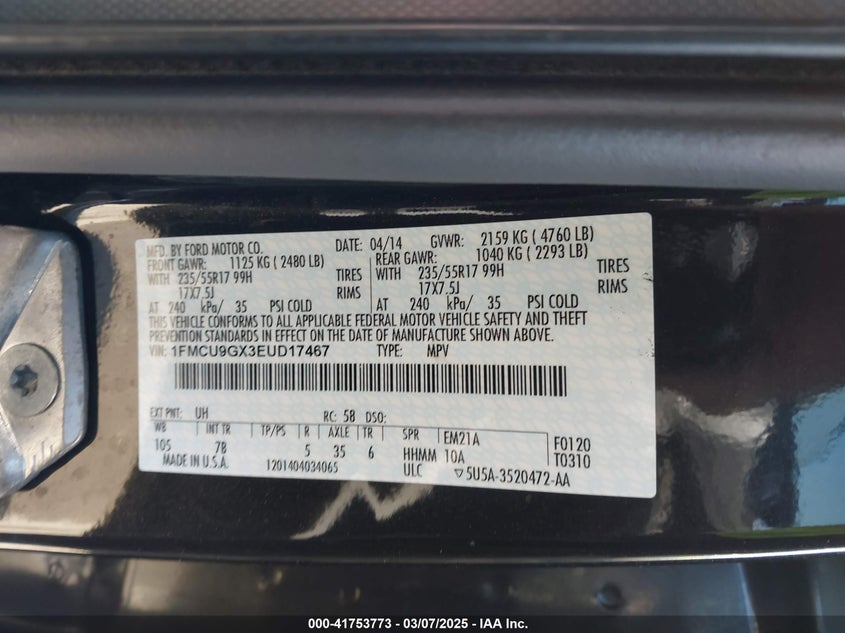 MFD. BY FORD MOTOR CO. DATE: 04/14 GVWR: 2159 KG ( 4760 LB)
FRONT GAWR: 1125 KG ( 2480 LB) REAR GAWR: 1040 KG ( 2293 LB)
WITH 235/55R17 99H TIRES WITH 235/55R17 99H TIRES
17X7.5J RIMS 17X7.5J RIMS
AT 240 kPa/ 35 PSI COLD AT 240 kPa/ 35 PSI COLD
THIS VEHICLE CONFORMS TO ALL APPLICABLE FEDERAL MOTOR VEHICLE SAFETY AND THEFT
PREVENTION STANDARDS IN EFFECT ON THE DATE OF MANUFACTURE SHOWN ABOVE.
VIN: 1FMCU9GX3EUD17467 TYPE: MPV
EXT PNT: UH RC: 58 DSO:
WB INT TR TP/PS R AXLE TR SPR EM21A F0120
105 7B 5 35 6 HHMM 10A T0310
MADE IN U.S.A. 1201404034065 ULC ▽5U5A-3520472-AA
000-41753773 - 03/07/2025 - © IAA Inc.